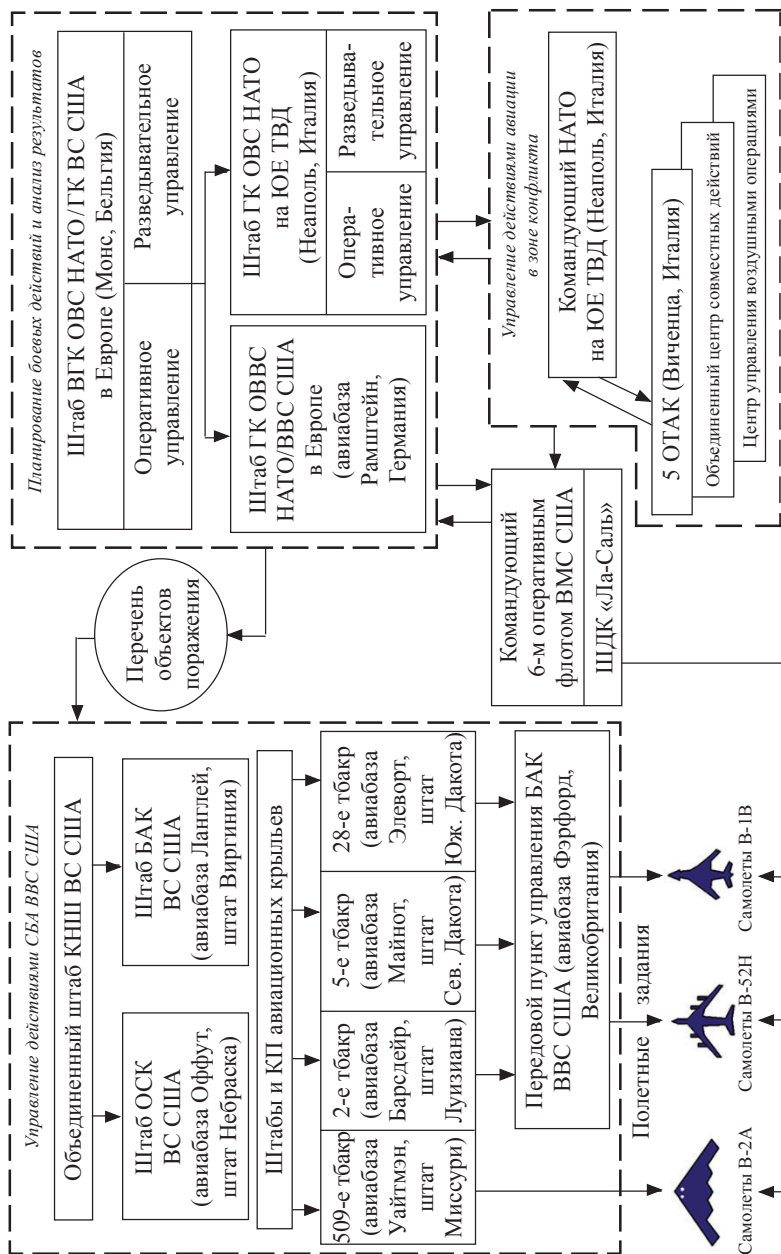 Управление действиями СБА ВВС США
Объединенный штаб КНШ ВС США
Штаб ОСК
ВС США
(авиабаза Оффут,
штат Небраска)
Штаб БАК
ВС США
(авиабаза Ланглей,
штат Виргиния)
Штабы и КП авиационных крыльев
509-е тбакр
(авиабаза
Уайтмэн,
штат
Миссури)
2-е тбакр
(авиабаза
Барсдейр,
штат
Луизиана)
5-е тбакр
(авиабаза
Майнот,
штат
Сев. Дакота)
28-е тбакр
(авиабаза
Элеворт,
штат
Юж. Дакота)
Передовой пункт управления БАК
ВВС США (авиабаза Фэрфорд,
Великобритания)
Полетные задания
Самолеты В-2А
Самолеты В-52Н
Самолеты В-1В
Перечень
объектов
поражения
Планирование боевых действий и анализ результатов
Штаб ВГК ОВС НАТО/ГК ВС США
в Европе (Монс, Бельгия)
Оперативное
управление
Разведывательное
управление
Штаб ГК ОВВС
НАТО/ВВС США
в Европе
(авиабаза
Рамштейн,
Германия)
Штаб ГК ОВС НАТО
на ЮЕ ТВД
(Неаполь, Италия)
Опера-
тивное
управление
Разведыва-
тельное
управление
Командующий
6-м оперативным
флотом ВМС США
ШДК «Ла-Саль»
Управление действиями авиации
в зоне конфликта
Командующий НАТО
на ЮЕ ТВД (Неаполь, Италия)
5 ОТАК (Виченца, Италия)
Объединенный центр совместных действий
Центр управления воздушными операциями